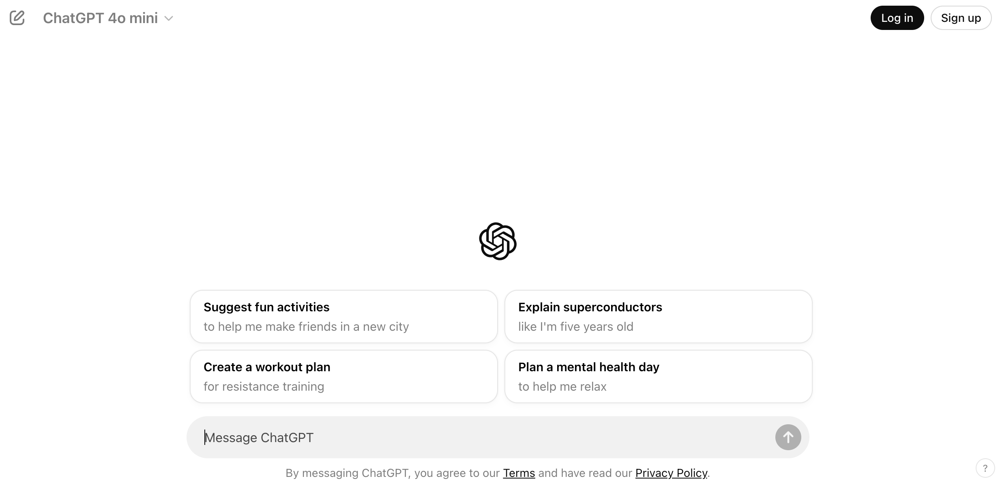 ChatGPT 4o mini
Log in
Sign up
Suggest fun activities
to help me make friends in a new city
Explain superconductors
like I'm five years old
Create a workout plan
for resistance training
Plan a mental health day
to help me relax
Message ChatGPT
By messaging ChatGPT, you agree to our Terms and have read our Privacy Policy.
?